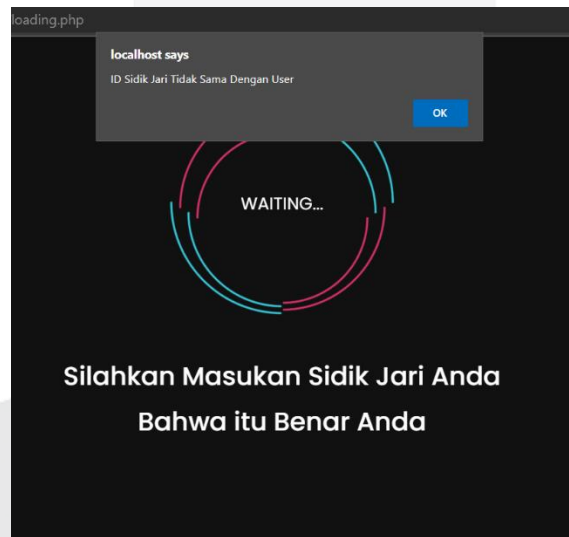 loading.php
localhost says
ID Sidik Jari Tidak Sama Dengan User
OK
WAITING...
Silahkan Masukan Sidik Jari Anda
Bahwa itu Benar Anda